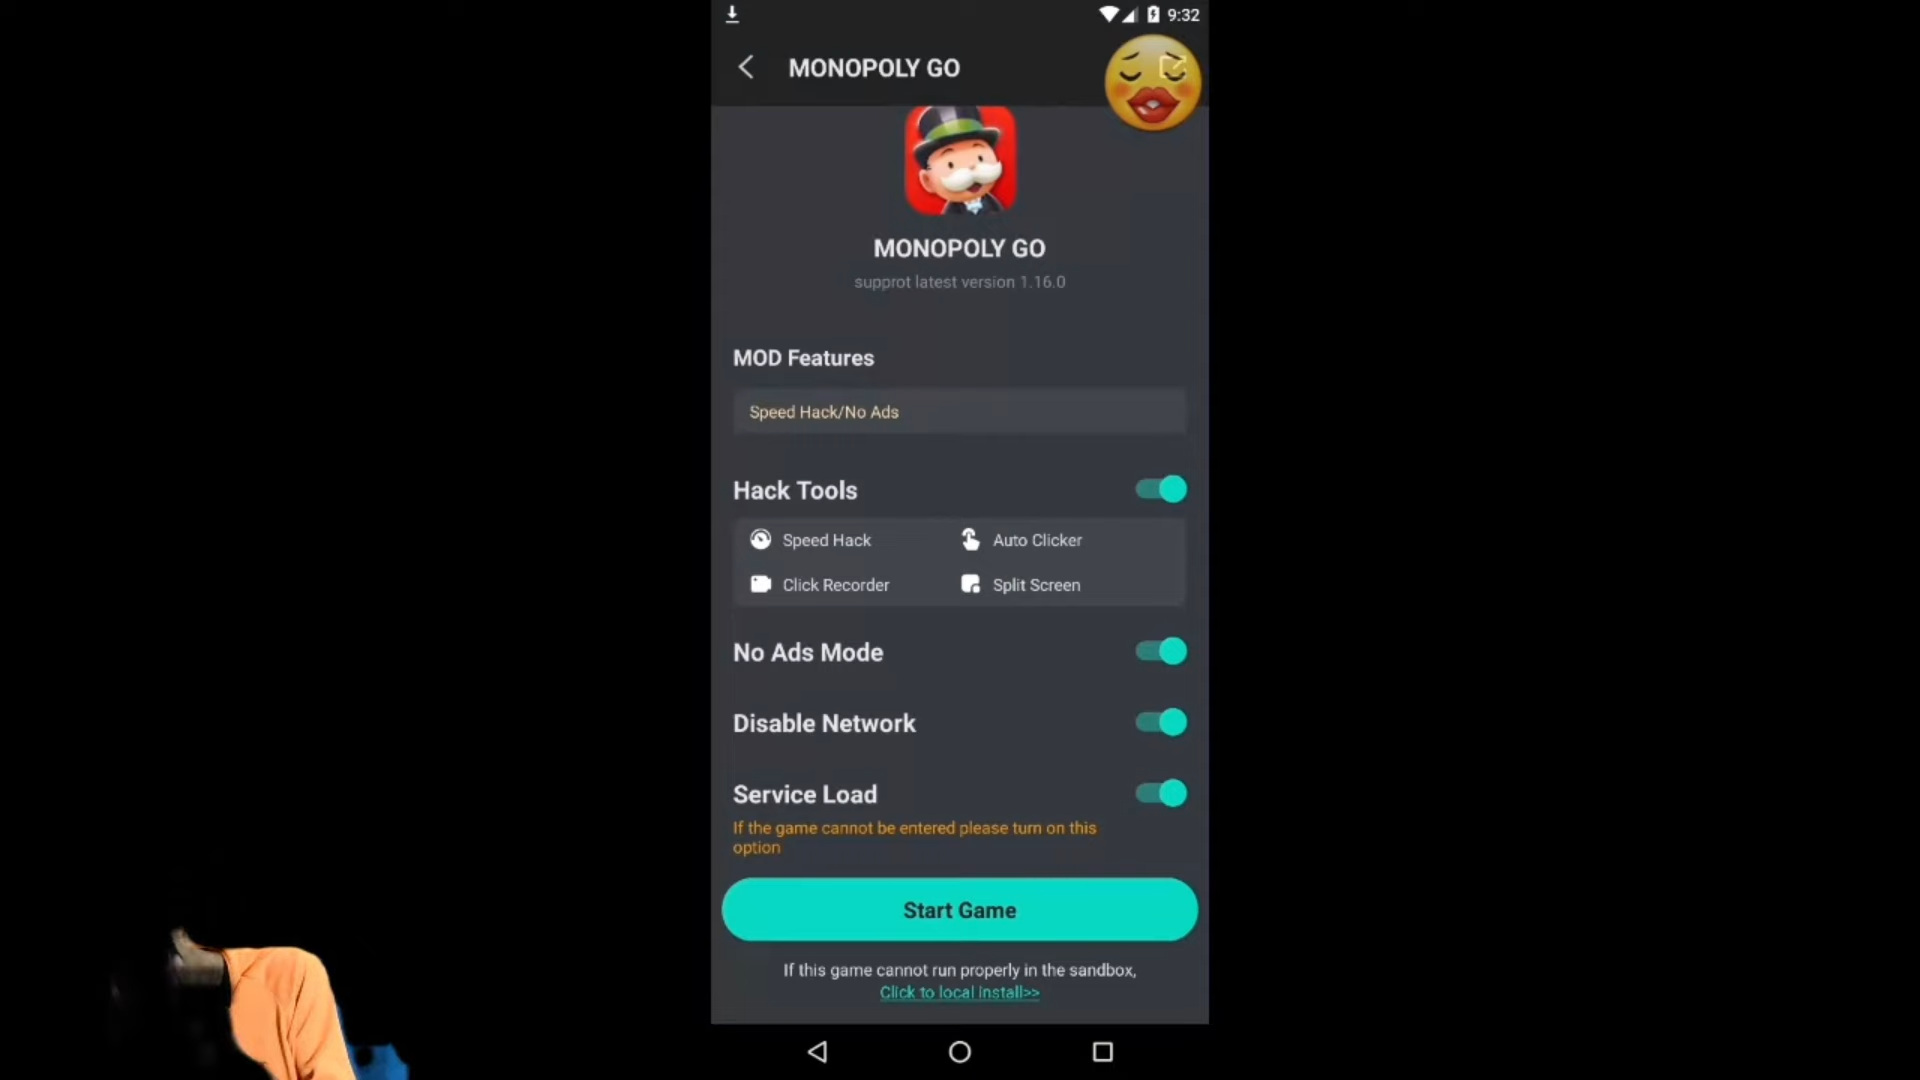 9:32
MONOPOLY GO
MONOPOLY GO
supprot latest version 1.16.0
MOD Features
Speed Hack/No Ads
Hack Tools
Speed Hack
Auto Clicker
Click Recorder
Split Screen
No Ads Mode
Disable Network
Service Load
If the game cannot be entered please turn on this
option
Start Game
If this game cannot run properly in the sandbox,
Click to local install>>